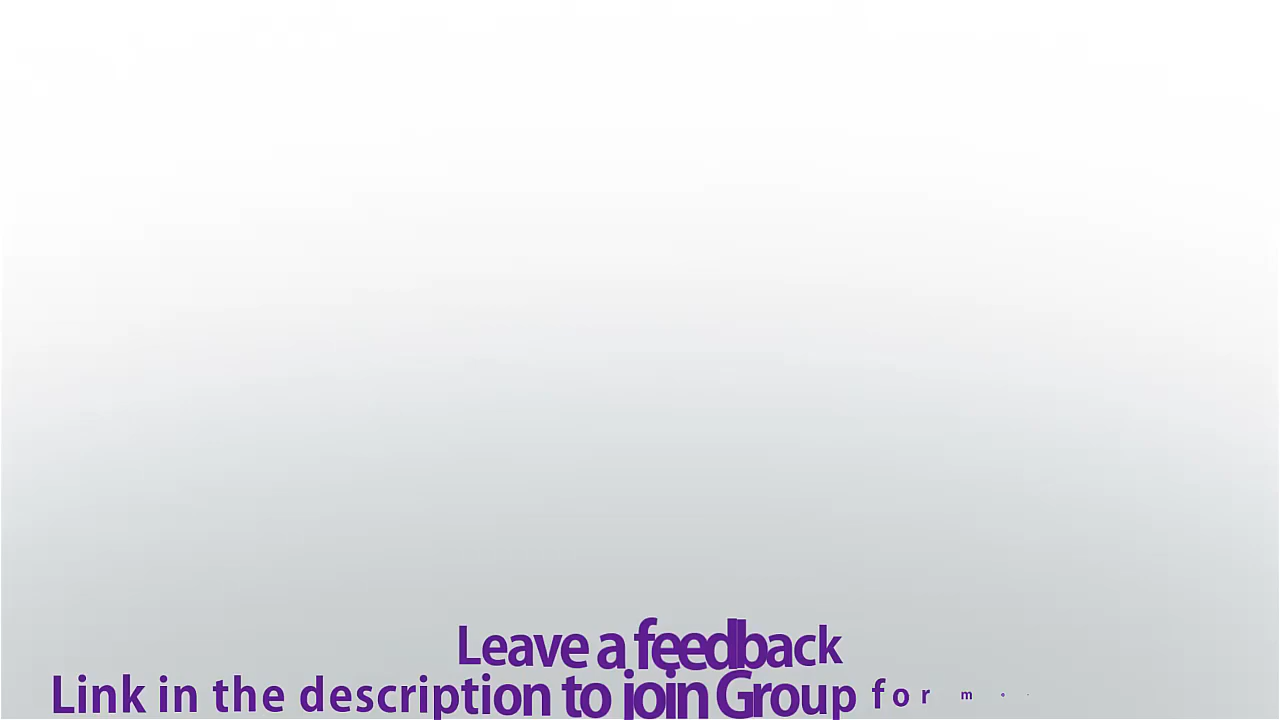 Leave a feedback
Link in the description to join Group for